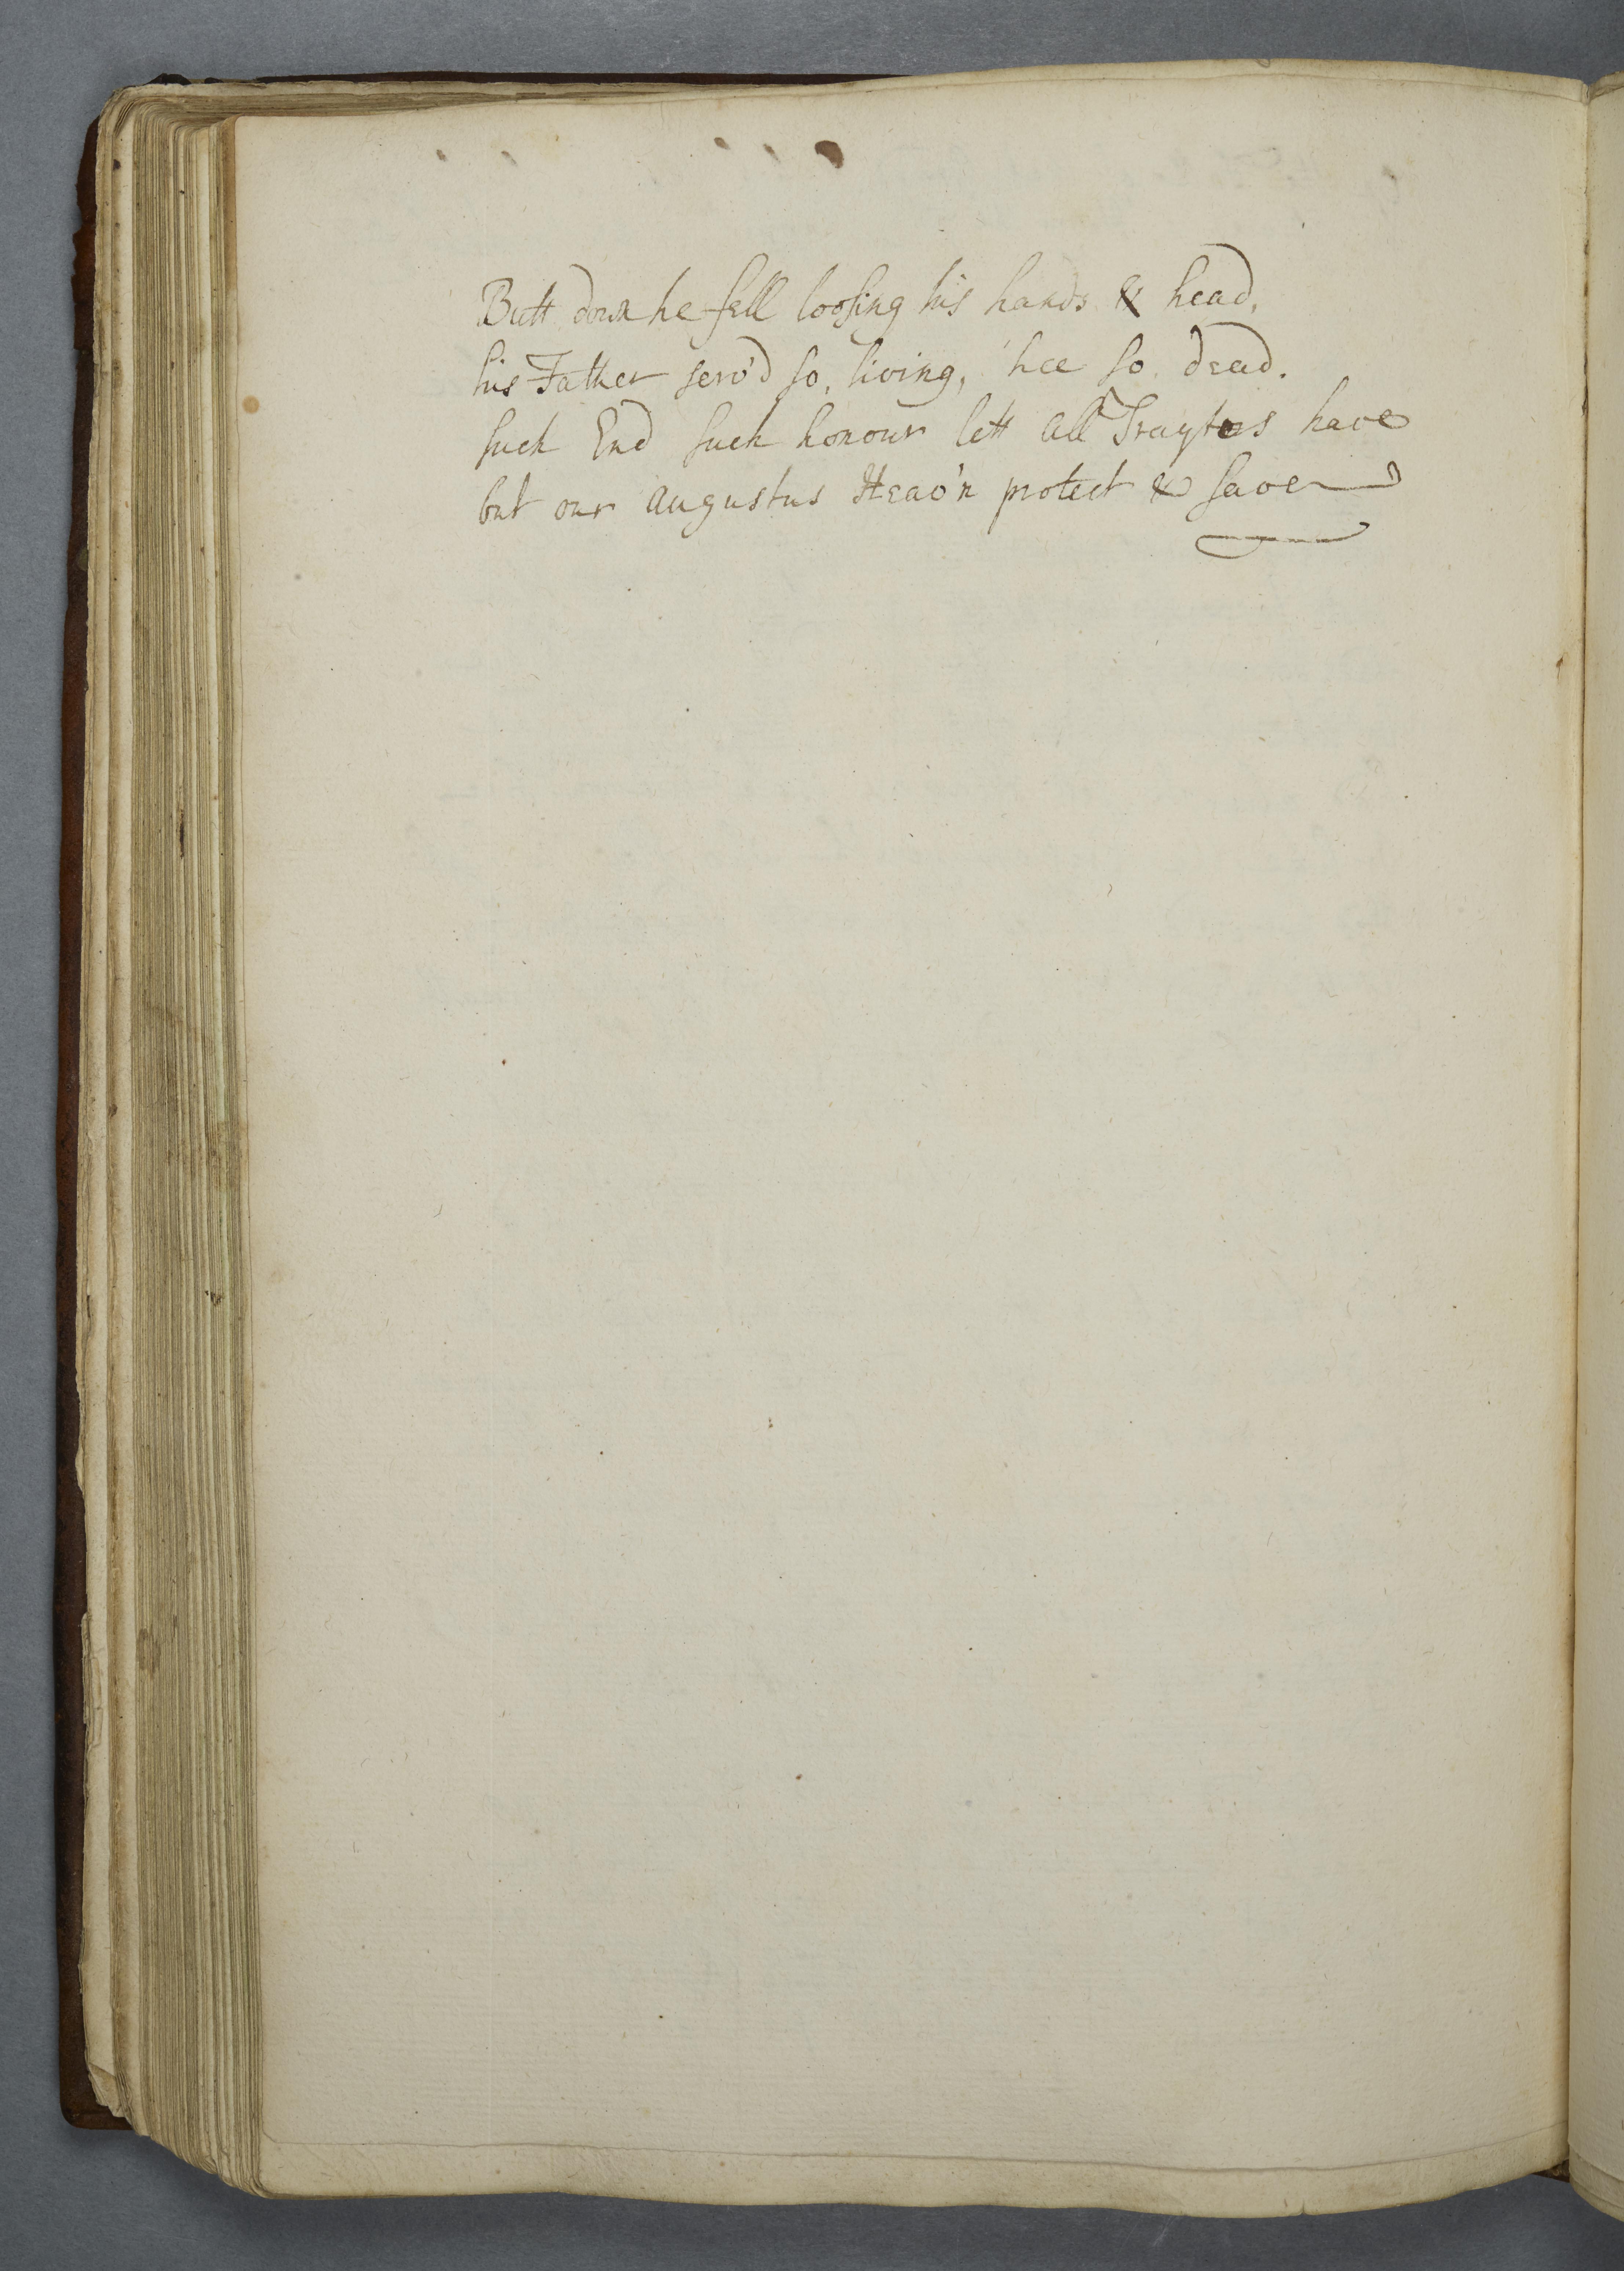 Butt down he fell loosing his hands & head,
his Father serv'd so, living, hee so dead.
such End such honour lett all Traytors have
but our augustus Heav'n protect & save